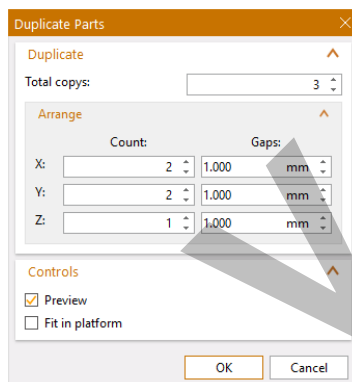 Duplicate Parts
Duplicate
Total copys: 3
Arrange
Count: Gaps:
X: 2 1.000 mm
Y: 2 1.000 mm
Z: 1 1.000 mm
Controls
Preview
Fit in platform
OK Cancel